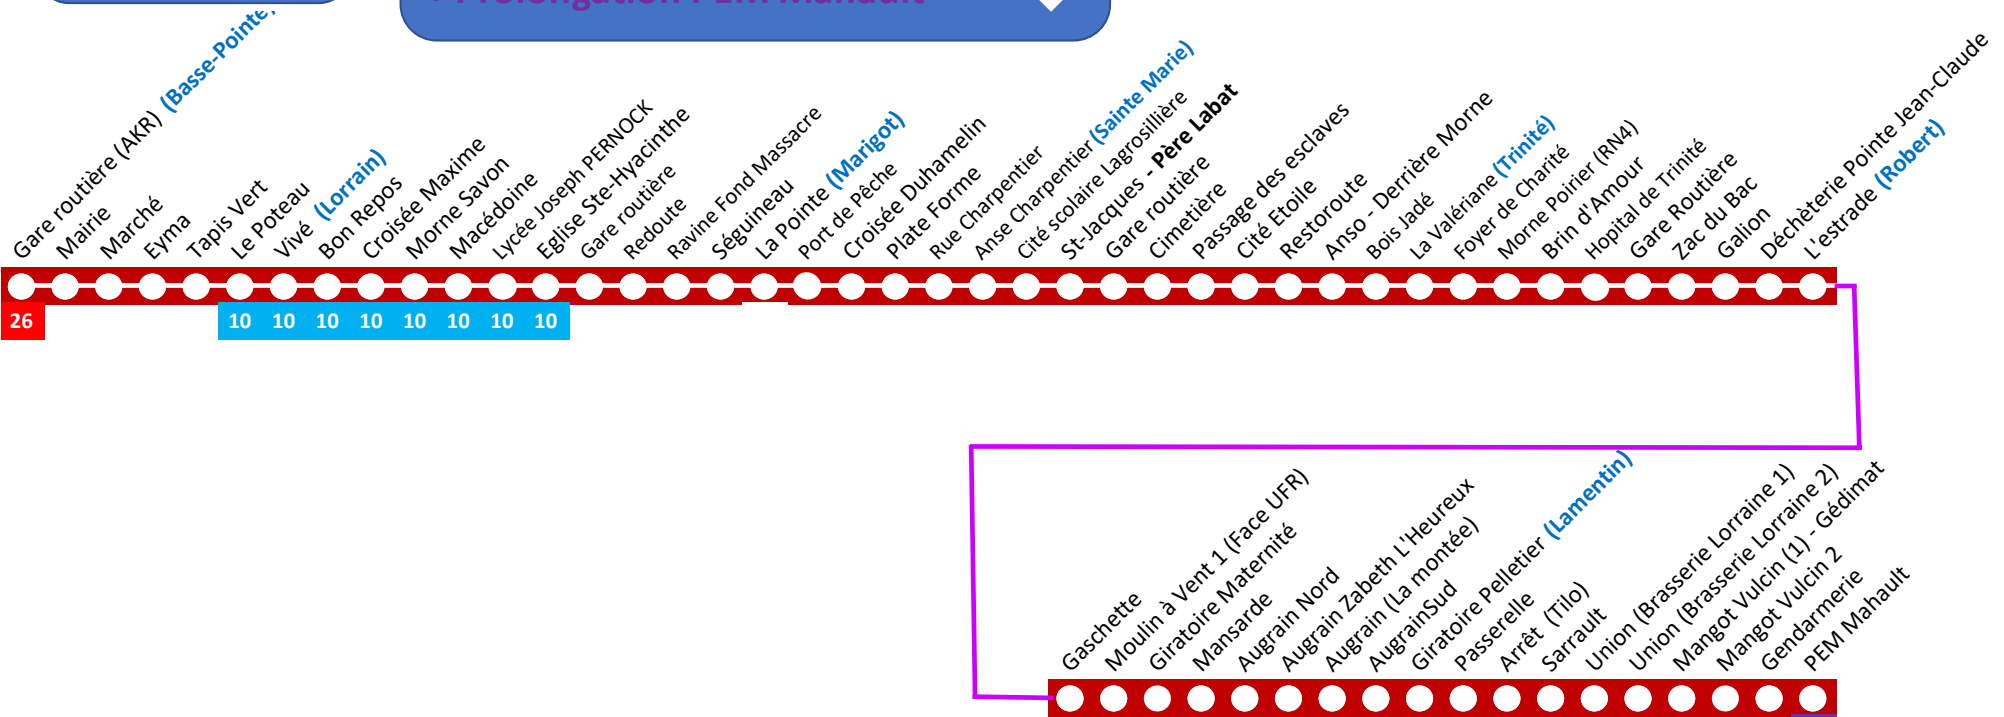 + Prolongation PEM Mahault
Gare routière (AKR) (Basse-Pointe)
Mairie
Marché
Eyma
Tapis Vert
Le Poteau
Vivé (Lorrain)
Bon Repos
Croisée Maxime
Morne Savon
Macédoine
Lycée Joseph PERNOCK
Eglise Ste-Hyacinthe
Gare routière
Redoute
Ravine Fond Massacre
Séguineau
La Pointe (Marigot)
Port de Pêche
Croisée Duhamelin
Plate Forme
Rue Charpentier
Anse Charpentier (Sainte Marie)
Cité scolaire Lagrosillière
St-Jacques - Père Labat
Gare routière
Cimetière
Passage des esclaves
Cité Etoile
Restoroute
Anso - Derrière Morne
Bois Jadé
La Valériane (Trinité)
Foyer de Charité
Morne Poirier (RN4)
Brin d'Amour
Hopital de Trinité
Gare Routière
Zac du Bac
Galion
Déchèterie Pointe Jean-Claude
L'estrade (Robert)
26 10 10 10 10 10 10 10 10
Gaschette
Moulin à Vent 1 (Face UFR)
Giratoire Maternité
Mansarde
Augrain Nord
Augrain Zabeth L'Heureux
Augrain (La montée)
AugrainSud
Giratoire Pelletier (Lamentin)
Passerelle
Arrêt (Tilo)
Sarrault
Union (Brasserie Lorraine 1)
Union (Brasserie Lorraine 2)
Mangot Vulcin (1) - Gédimat
Mangot Vulcin 2
Gendarmerie
PEM Mahault